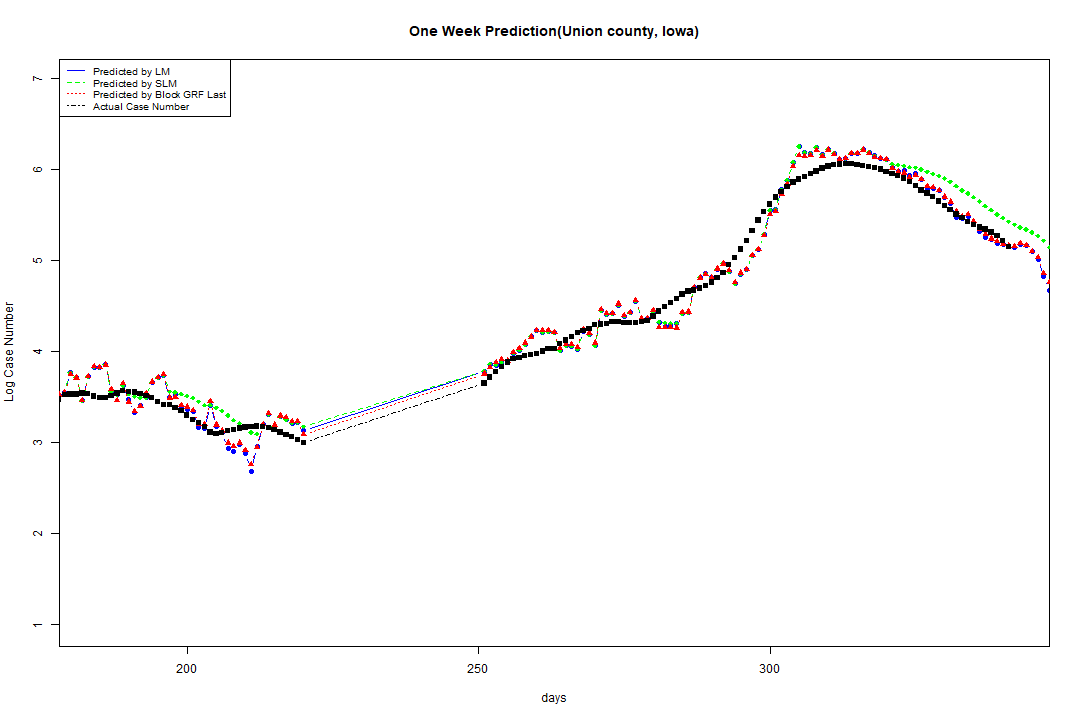 One Week Prediction(Union county, Iowa)
Predicted by LM
Predicted by SLM
Predicted by Block GRF Last
Actual Case Number
7
6
5
4
3
2
1
Log Case Number
200
250
300
days